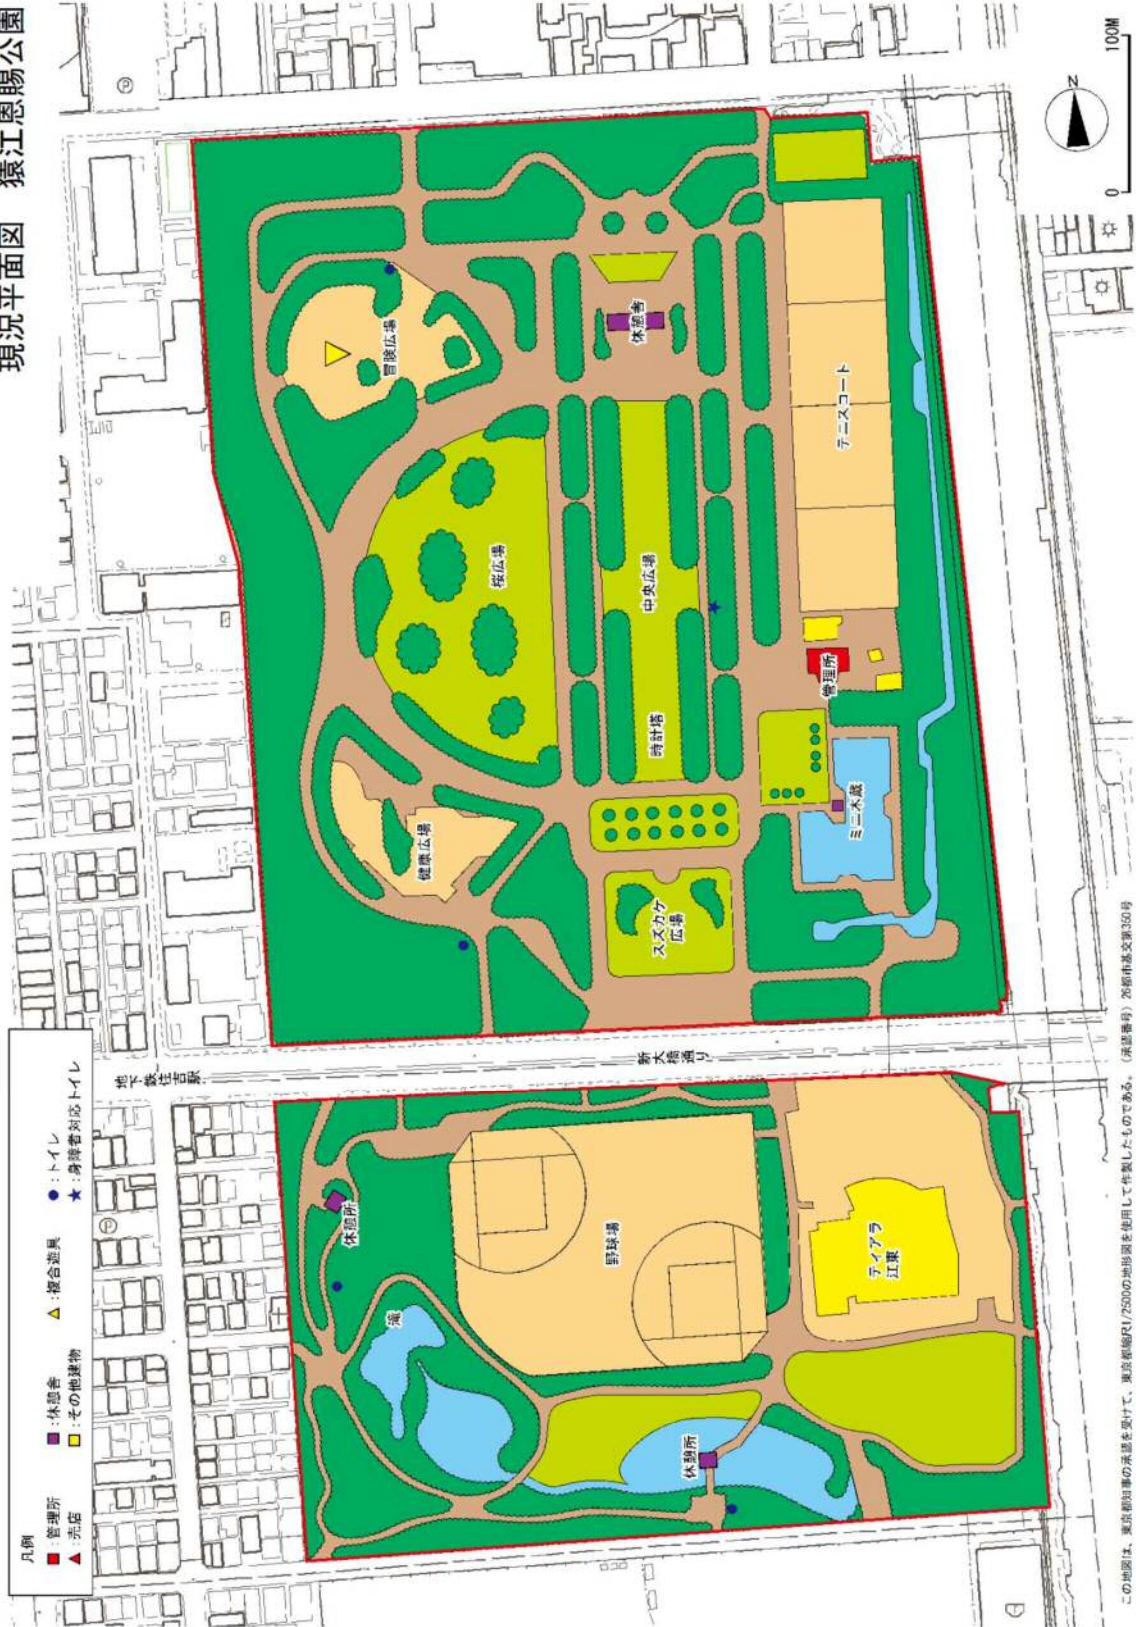 現況平面図　猿江恩賜公園
凡例
■：管理所
■：休憩舎
▲：複合遊具
●：トイレ
▲：売店
■：その他建物
★：身障者対応トイレ
地下鉄住吉駅
新大橋通り
冒険広場
桜広場
健康広場
休憩舎
中央広場
時計塔
スズカケ
広場
テニスコート
管理所
ミニ木蔵
休憩所
滝
野球場
ティアラ
江東
休憩所
N
0
100M
この地図は、東京都知事の承認を受けて、東京都縮尺1/2500の地形図を使用して作製したものである。（承認番号）26都市基交第350号